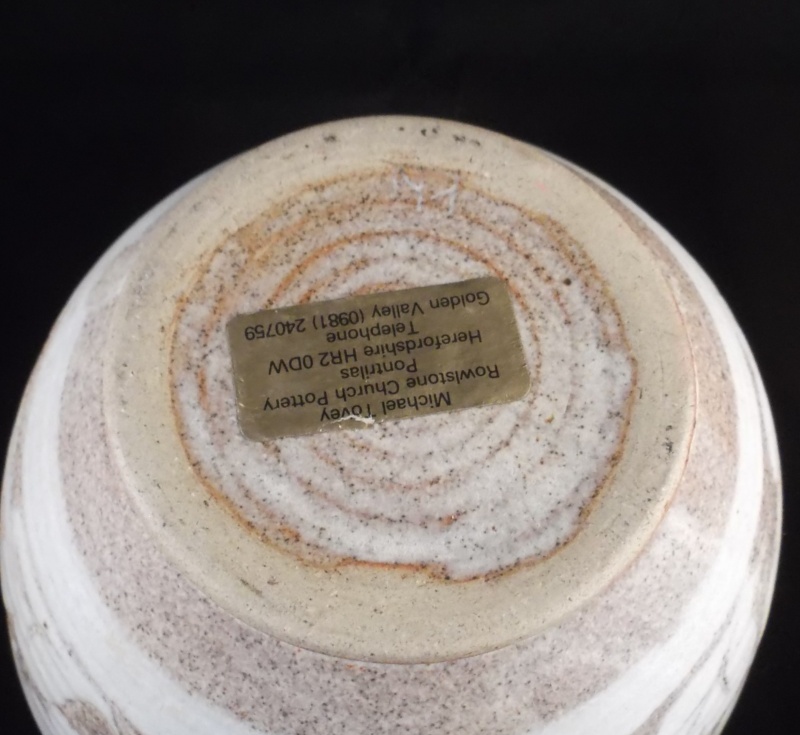 Michael Tovey
Rowlstone Church Pottery
Pontrilas
Herefordshire HR2 0DW
Telephone
Golden Valley (0981) 240759